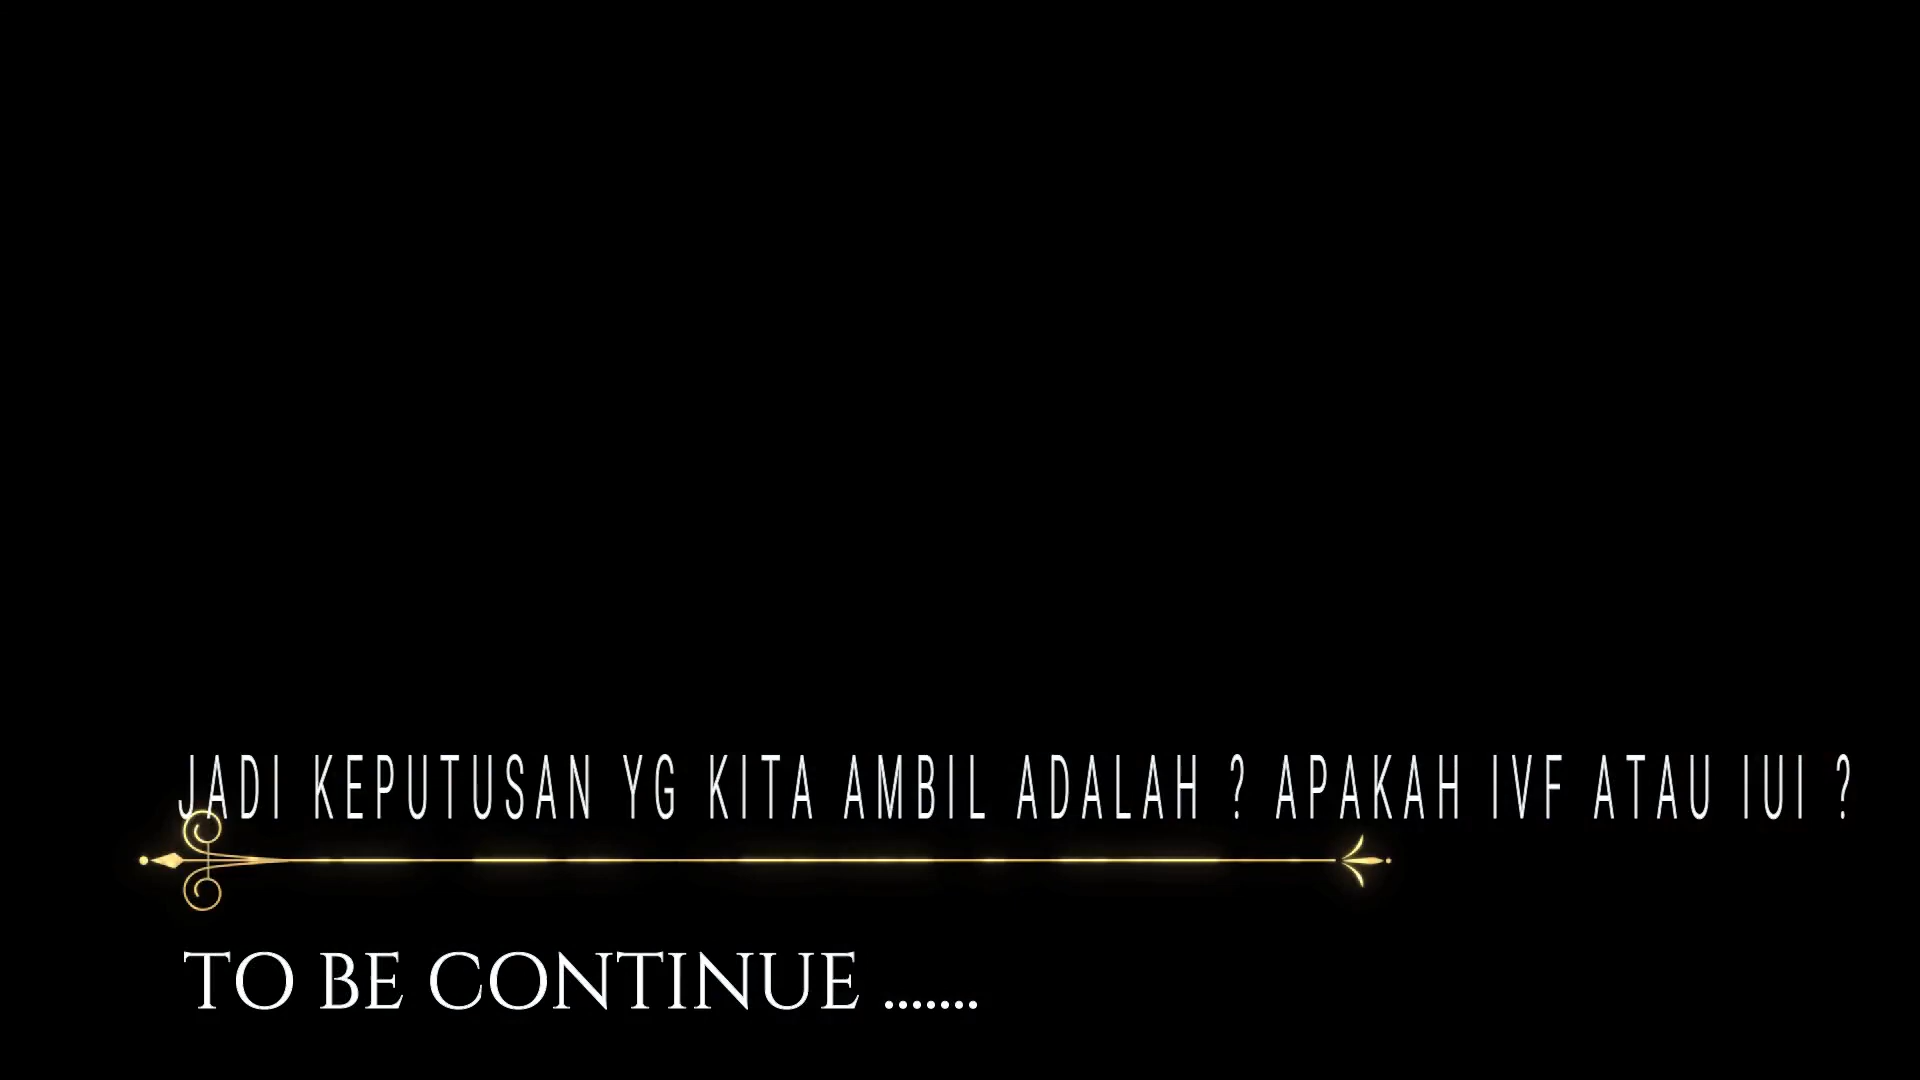 JADI KEPUTUSAN YG KITA AMBIL ADALAH ? APAKAH IVF ATAU IUI ?
TO BE CONTINUE .......